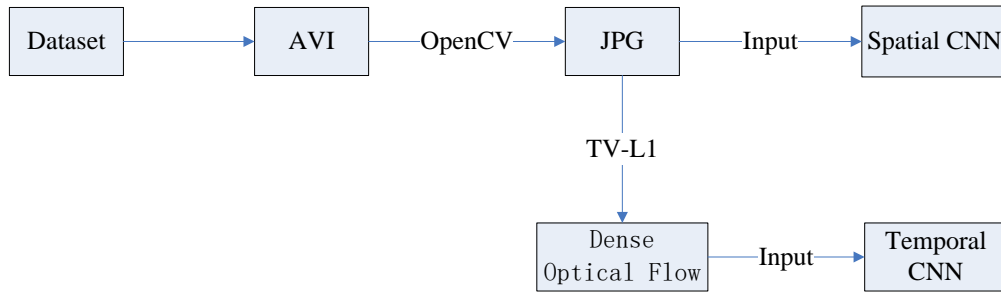 Dataset
AVI
OpenCV
JPG
Input
Spatial CNN
TV-L1
Dense
Optical Flow
Input
Temporal
CNN